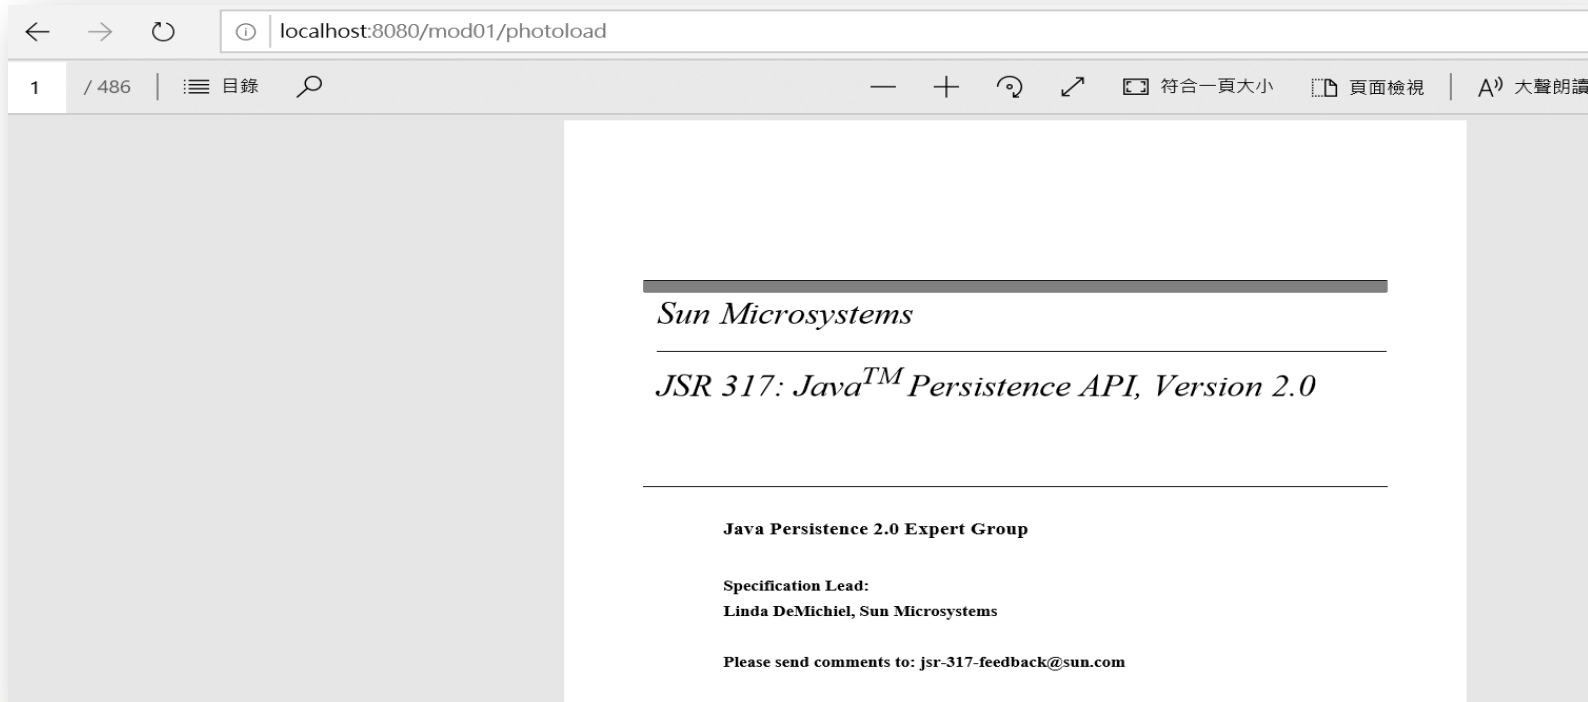 localhost:8080/mod01/photoload
1 / 486 目錄 符合一頁大小 頁面檢視 A 大聲朗讀
Sun Microsystems
JSR 317: Java™ Persistence API, Version 2.0
Java Persistence 2.0 Expert Group
Specification Lead:
Linda DeMichiel, Sun Microsystems
Please send comments to: jsr-317-feedback@sun.com